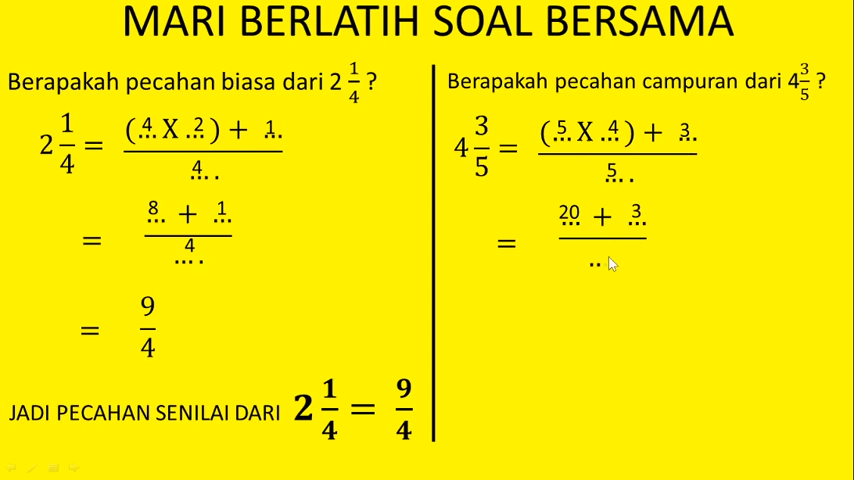 MARI BERLATIH SOAL BERSAMA
Berapakah pecahan biasa dari 2 1/4 ?
2 1/4 = (4... X 2...) + 1... / 4....
= 8... + 1... / 4....
= 9/4
JADI PECAHAN SENILAI DARI 2 1/4 = 9/4
Berapakah pecahan campuran dari 4 3/5 ?
4 3/5 = (5... X 4...) + 3... / 5....
= 20... + 3... / ..